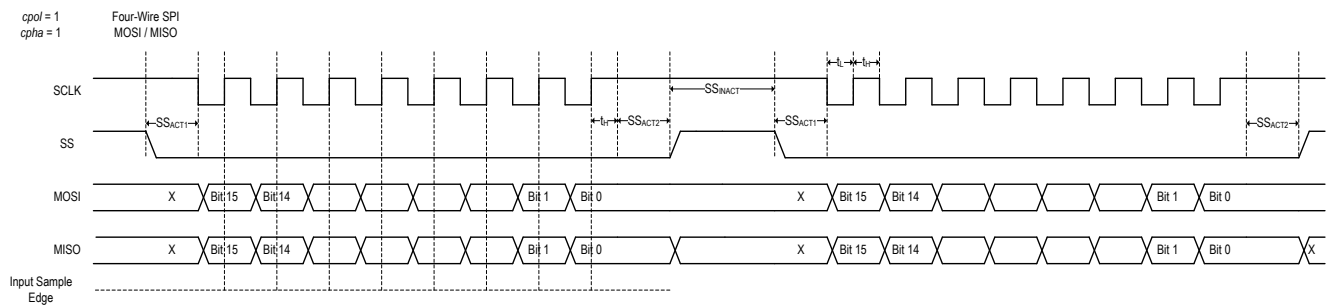 cpol = 1 Four-Wire SPI
cpha = 1 MOSI / MISO
tL tH
SCLK SSINACT
SSACT1 tH SSACT2 SSACT1 SSACT2
SS
MOSI X Bit 15 Bit 14 Bit 1 Bit 0 X Bit 15 Bit 14 Bit 1 Bit 0
MISO X Bit 15 Bit 14 Bit 1 Bit 0 X Bit 15 Bit 14 Bit 1 Bit 0 X
Input Sample
Edge